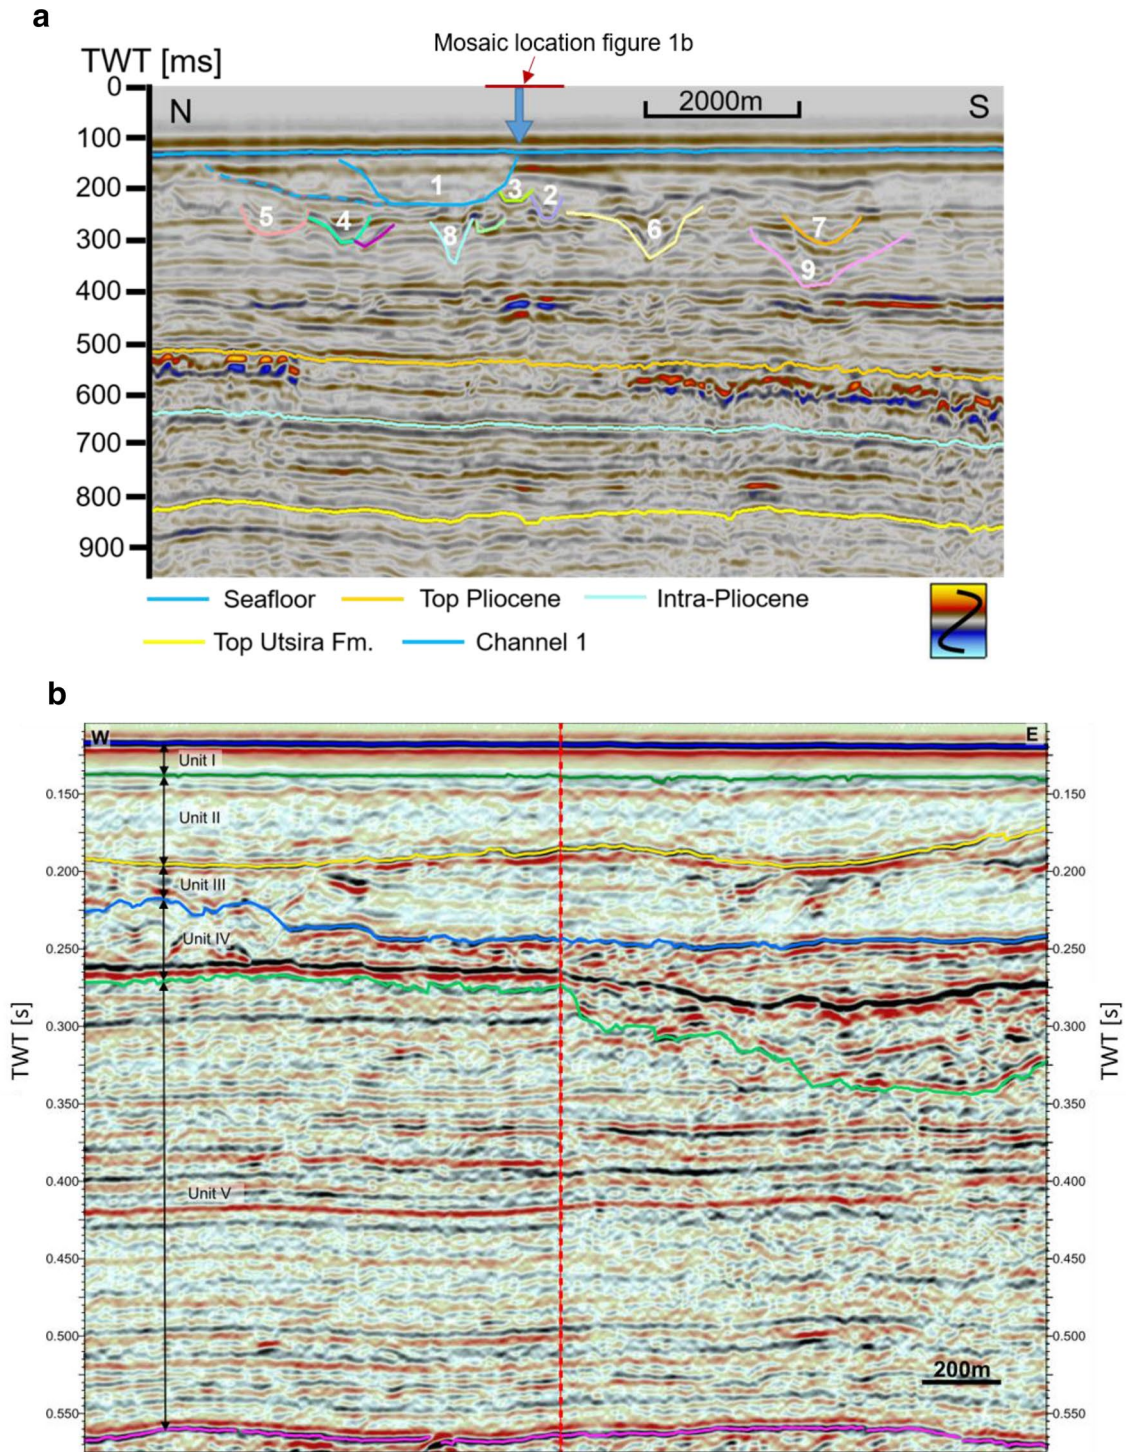 a
Mosaic location figure 1b
TWT [ms]
0
N
2000m
S
100
200
1
3
2
5
4
6
7
8
300
9
400
500
600
700
800
900
Seafloor
Top Pliocene
Intra-Pliocene
Top Utsira Fm.
Channel 1
b
W
E
Unit I
0.150
0.150
Unit II
0.200
0.200
Unit III
Unit IV
0.250
0.250
TWT [s]
TWT [s]
0.300
0.300
0.350
0.350
0.400
0.400
Unit V
0.450
0.450
0.500
0.500
200m
0.550
0.550